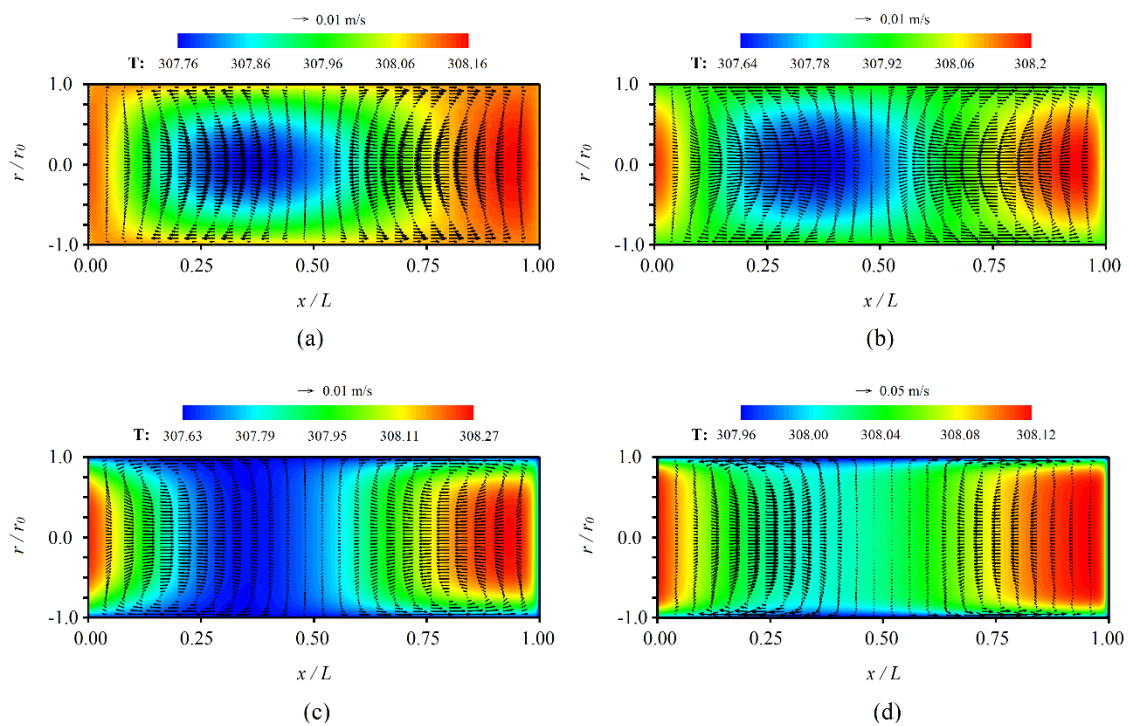 → 0.01 m/s
T: 307.76 307.86 307.96 308.06 308.16
1.0
0.0
-1.0
r / r0
0.00 0.25 0.50 0.75 1.00
x / L
(a)
→ 0.01 m/s
T: 307.64 307.78 307.92 308.06 308.2
1.0
0.0
-1.0
r / r0
0.00 0.25 0.50 0.75 1.00
x / L
(b)
→ 0.01 m/s
T: 307.63 307.79 307.95 308.11 308.27
1.0
0.0
-1.0
r / r0
0.00 0.25 0.50 0.75 1.00
x / L
(c)
→ 0.05 m/s
T: 307.96 308.00 308.04 308.08 308.12
1.0
0.0
-1.0
r / r0
0.00 0.25 0.50 0.75 1.00
x / L
(d)